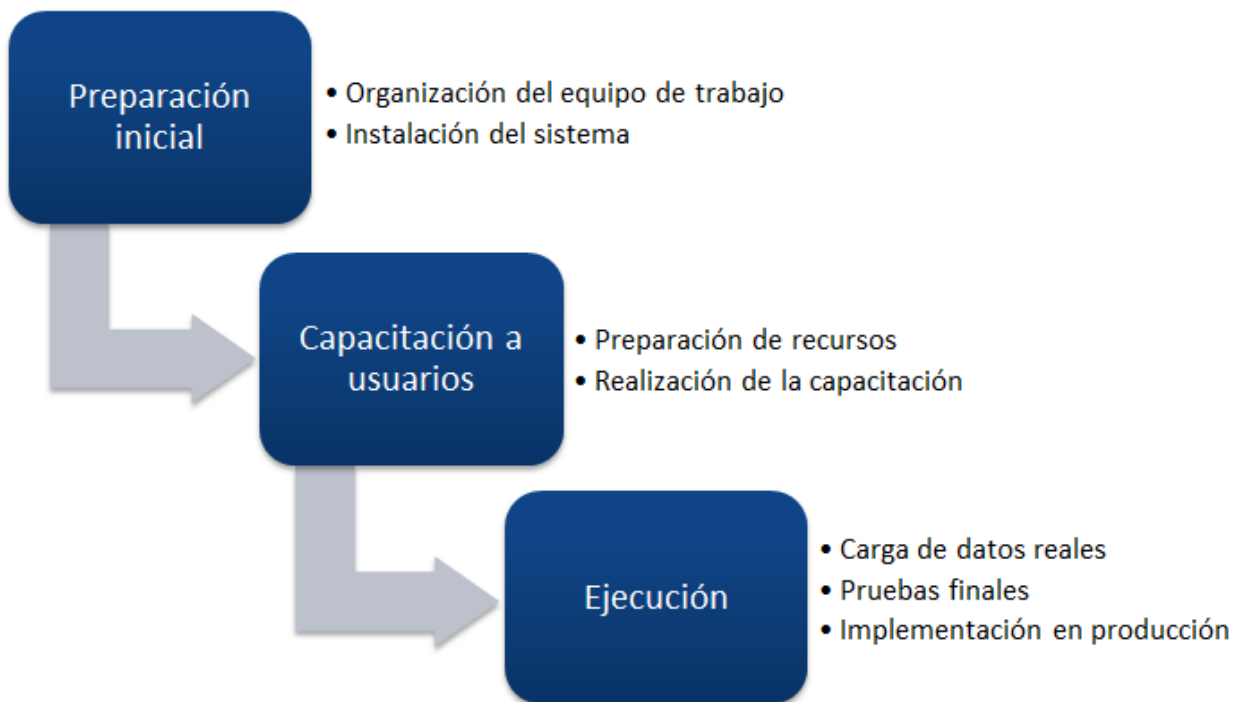 Preparación
inicial
• Organización del equipo de trabajo
• Instalación del sistema
Capacitación a
usuarios
• Preparación de recursos
• Realización de la capacitación
Ejecución
• Carga de datos reales
• Pruebas finales
• Implementación en producción